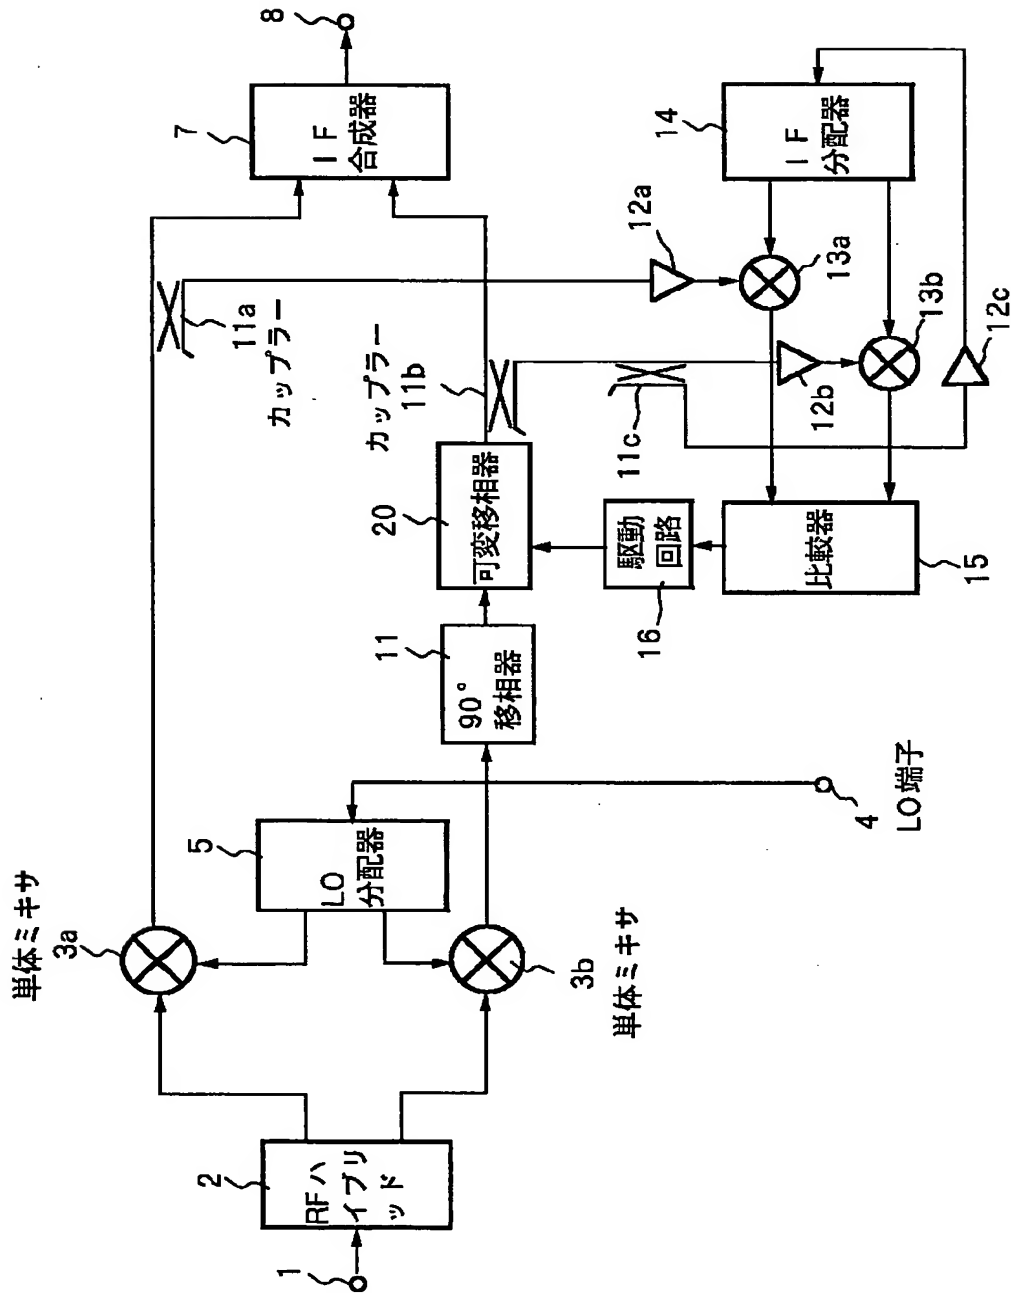 1
2
RFハ
イブリ
ッド
単体ミキサ
3a
3b
単体ミキサ
5
LO
分配器
4
LO端子
11
90°
移相器
20
可変移相器
16
駆動
回路
15
比較器
11a
カップラー
カップラー
11b
11c
12a
12b
12c
13a
13b
14
IF
分配器
7
IF
合成器
8